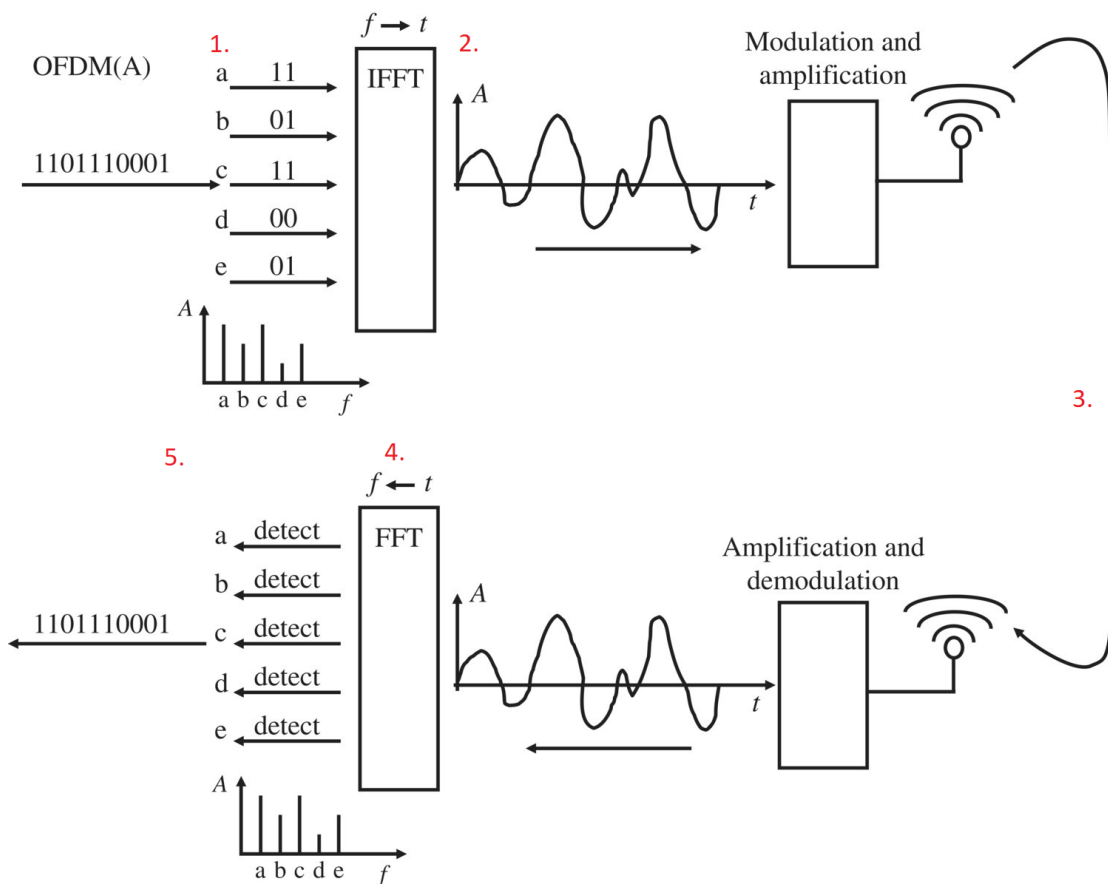 1.
f → t
2.
OFDM(A)
a 11
b 01
1101110001
c 11
d 00
e 01
IFFT
A
t
Modulation and
amplification
A
a b c d e f
3.
5.
4.
f ← t
a detect
b detect
1101110001
c detect
d detect
e detect
FFT
A
t
Amplification and
demodulation
A
a b c d e f